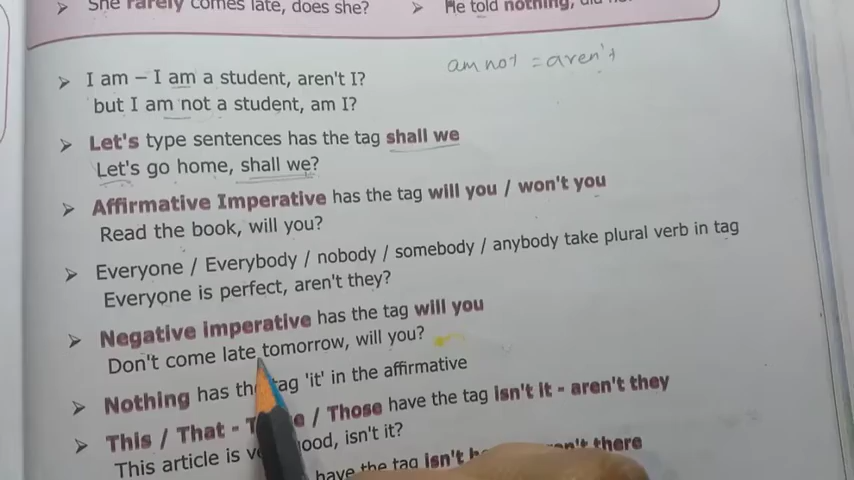 ➢ She rarely comes late, does she? ➢ He told nothing,
➢ I am – I am a student, aren't I? am not = aren't
but I am not a student, am I?
➢ Let's type sentences has the tag shall we
Let's go home, shall we?
➢ Affirmative Imperative has the tag will you / won't you
Read the book, will you?
➢ Everyone / Everybody / nobody / somebody / anybody take plural verb in tag
Everyone is perfect, aren't they?
➢ Negative imperative has the tag will you
Don't come late tomorrow, will you?
➢ Nothing has the tag 'it' in the affirmative
➢ This / That - / Those have the tag isn't it - aren't they
This article is good, isn't it?
have the tag isn't there